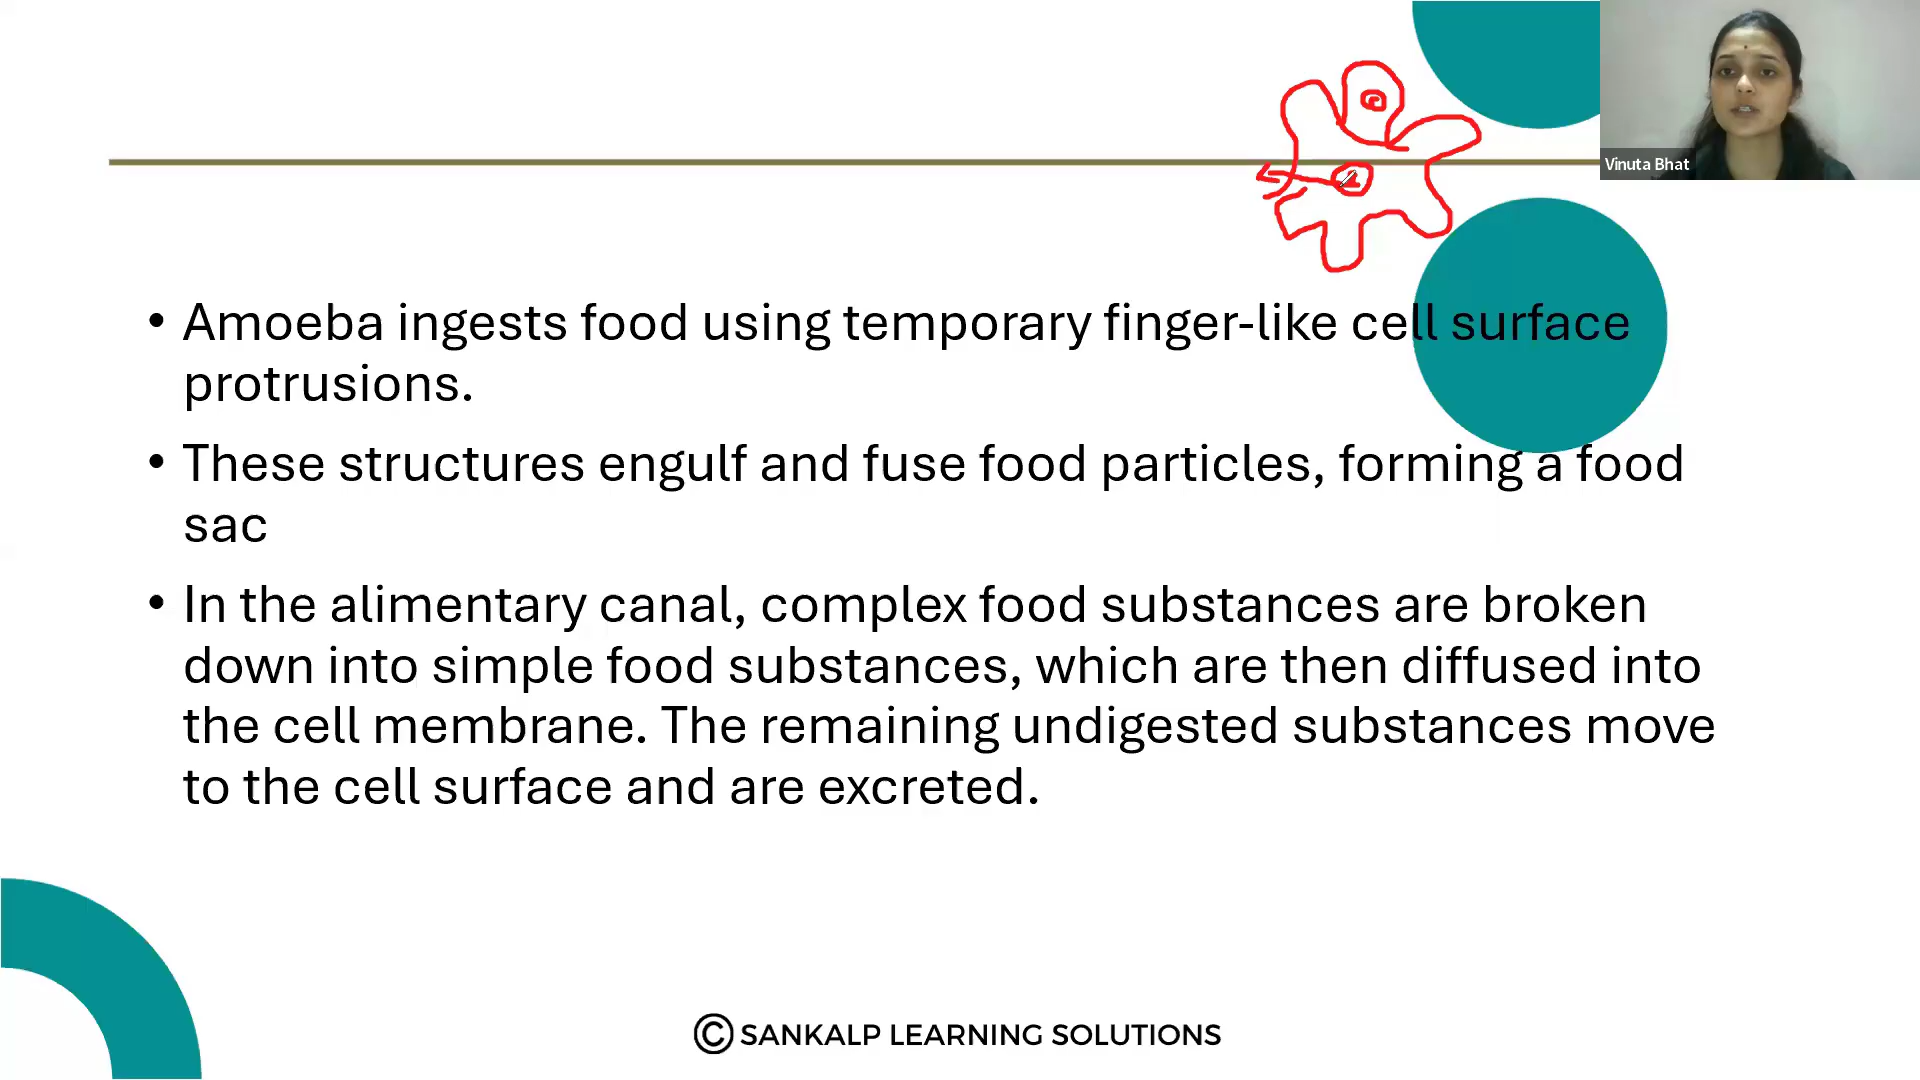 Vinuta Bhat
• Amoeba ingests food using temporary finger-like cell surface
protrusions.
• These structures engulf and fuse food particles, forming a food
sac
• In the alimentary canal, complex food substances are broken
down into simple food substances, which are then diffused into
the cell membrane. The remaining undigested substances move
to the cell surface and are excreted.
© SANKALP LEARNING SOLUTIONS